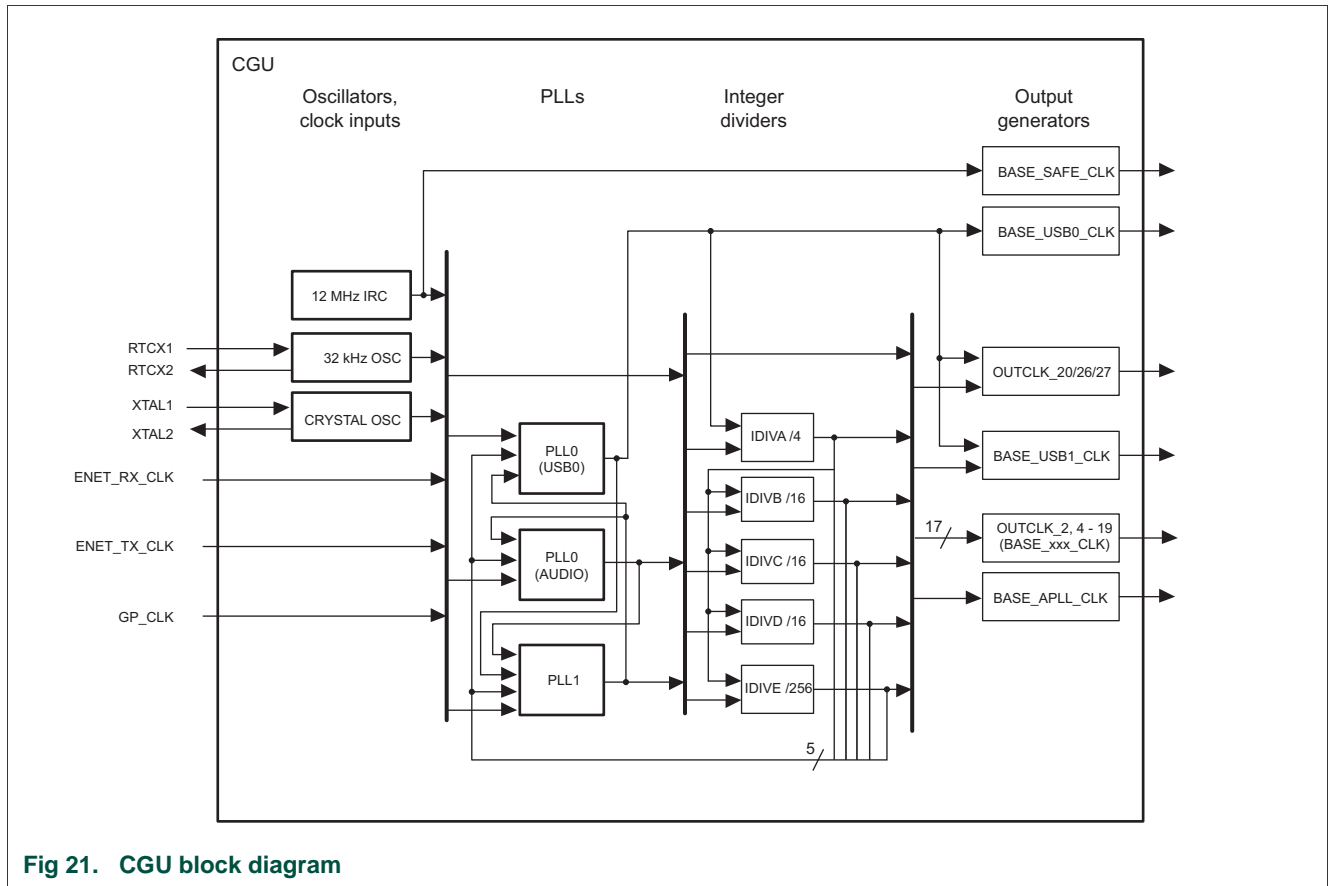 CGU
Oscillators,
clock inputs
PLLs
Integer
dividers
Output
generators
BASE_SAFE_CLK
BASE_USB0_CLK
12 MHz IRC
RTCX1
RTCX2
32 kHz OSC
OUTCLK_20/26/27
XTAL1
XTAL2
CRYSTAL OSC
PLL0
(USB0)
IDIVA /4
BASE_USB1_CLK
ENET_RX_CLK
IDIVB /16
17
OUTCLK_2, 4 - 19
(BASE_xxx_CLK)
ENET_TX_CLK
PLL0
(AUDIO)
IDIVC /16
BASE_APLL_CLK
GP_CLK
IDIVD /16
PLL1
IDIVE /256
5
Fig 21. CGU block diagram